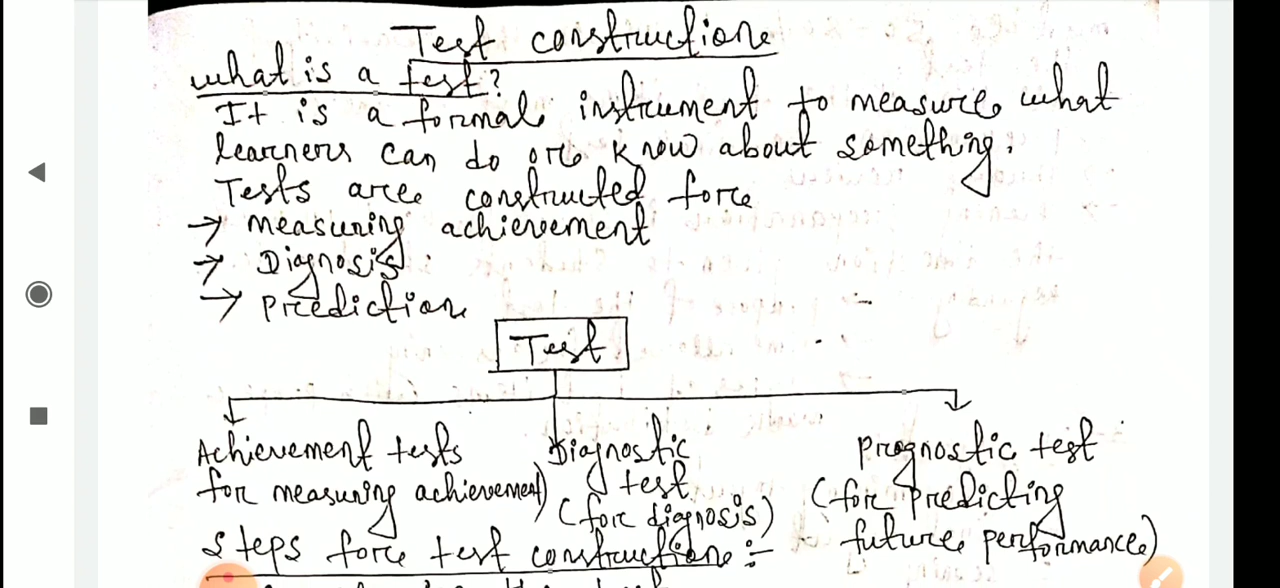 Test construction
what is a test?
It is a formal instrument to measure what
learners can do or know about something.
Tests are constructed for
→ measuring achievement
→ Diagnosis.
→ prediction
Test
Achievement tests
for measuring achievement)
Diagnostic
test
(for diagnosis)
prognostic test
(for predicting
future performance)
Steps for test construction :-